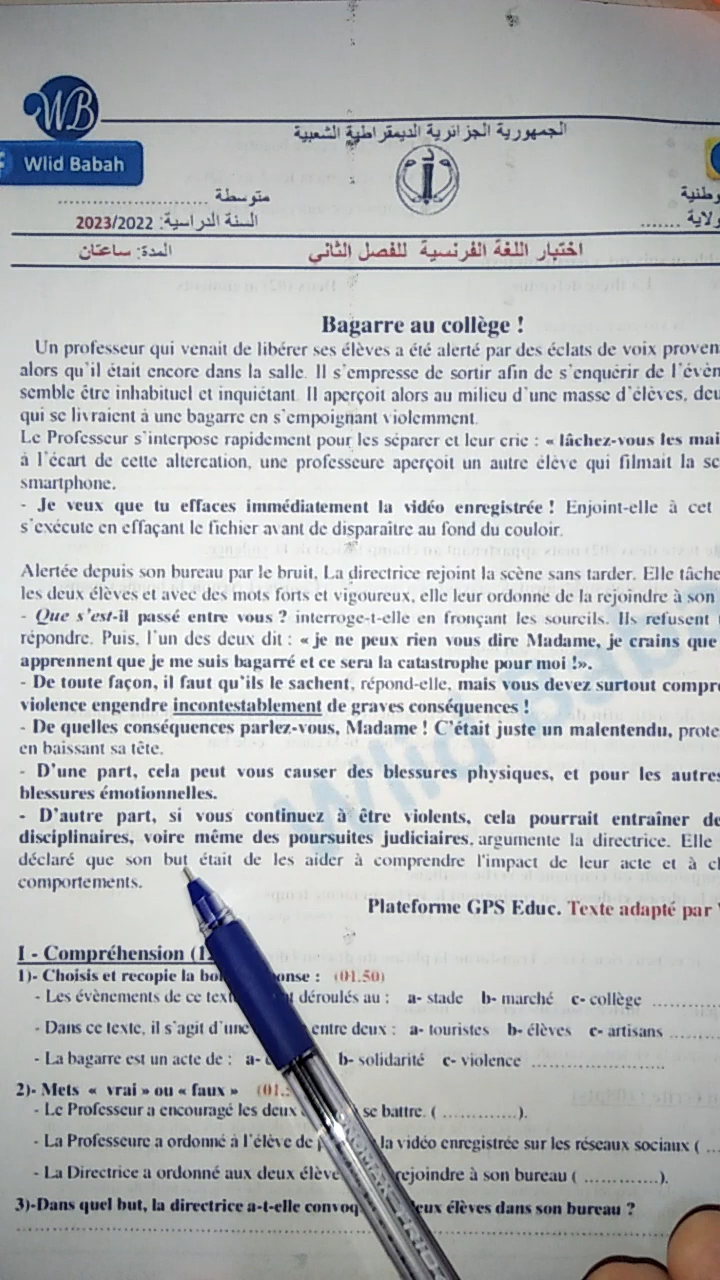 WB
Wlid Babah
الجمهورية الجزائرية الديمقراطية الشعبية
متوسطة ........................
السنة الدراسية: 2023/2022
اختبار اللغة الفرنسية للفصل الثاني
المدة: ساعتان
Bagarre au collège !
Un professeur qui venait de libérer ses élèves a été alerté par des éclats de voix
alors qu'il était encore dans la salle. Il s'empresse de sortir afin de s'enquérir de
semble être inhabituel et inquiétant. Il aperçoit alors au milieu d'une masse d'élèves,
qui se livraient à une bagarre en s'empoignant violemment.
Le Professeur s'interpose rapidement pour les séparer et leur crie : « lâchez-vous les
à l'écart de cette altercation, une professeure aperçoit un autre élève qui filmait la
smartphone.
- Je veux que tu effaces immédiatement la vidéo enregistrée ! Enjoint-elle à cet
s'exécute en effaçant le fichier avant de disparaître au fond du couloir.
Alertée depuis son bureau par le bruit, La directrice rejoint la scène sans tarder. Elle tâche
les deux élèves et avec des mots forts et vigoureux, elle leur ordonne de la rejoindre à son
- Que s'est-il passé entre vous ? interroge-t-elle en fronçant les sourcils. Ils refusent
répondre. Puis, l'un des deux dit : « je ne peux rien vous dire Madame, je crains que
apprennent que je me suis bagarré et ce sera la catastrophe pour moi !».
- De toute façon, il faut qu'ils le sachent, répond-elle, mais vous devez surtout
violence engendre incontestablement de graves conséquences !
- De quelles conséquences parlez-vous, Madame ! C'était juste un malentendu,
en baissant sa tête.
- D'une part, cela peut vous causer des blessures physiques, et pour les autres
blessures émotionnelles.
- D'autre part, si vous continuez à être violents, cela pourrait entraîner
disciplinaires, voire même des poursuites judiciaires, argumente la directrice. Elle
déclaré que son but était de les aider à comprendre l'impact de leur acte et à
comportements.
Plateforme GPS Educ. Texte adapté par
I - Compréhension
1)- Choisis et recopie la : (01.50)
- Les évènements de ce déroulés au : a- stade b- marché c- collège ............
- Dans ce texte, il s'agit d'une entre deux : a- touristes b- élèves c- artisans ........
- La bagarre est un acte de : a- b- solidarité c- violence ........................
2)- Mets « vrai » ou « faux »
- Le Professeur a encouragé les deux se battre. ( .............).
- La Professeure a ordonné à l'élève de la vidéo enregistrée sur les réseaux sociaux ( ...
- La Directrice a ordonné aux deux rejoindre à son bureau ( .............).
3)-Dans quel but, la directrice a-t-elle élèves dans son bureau ?